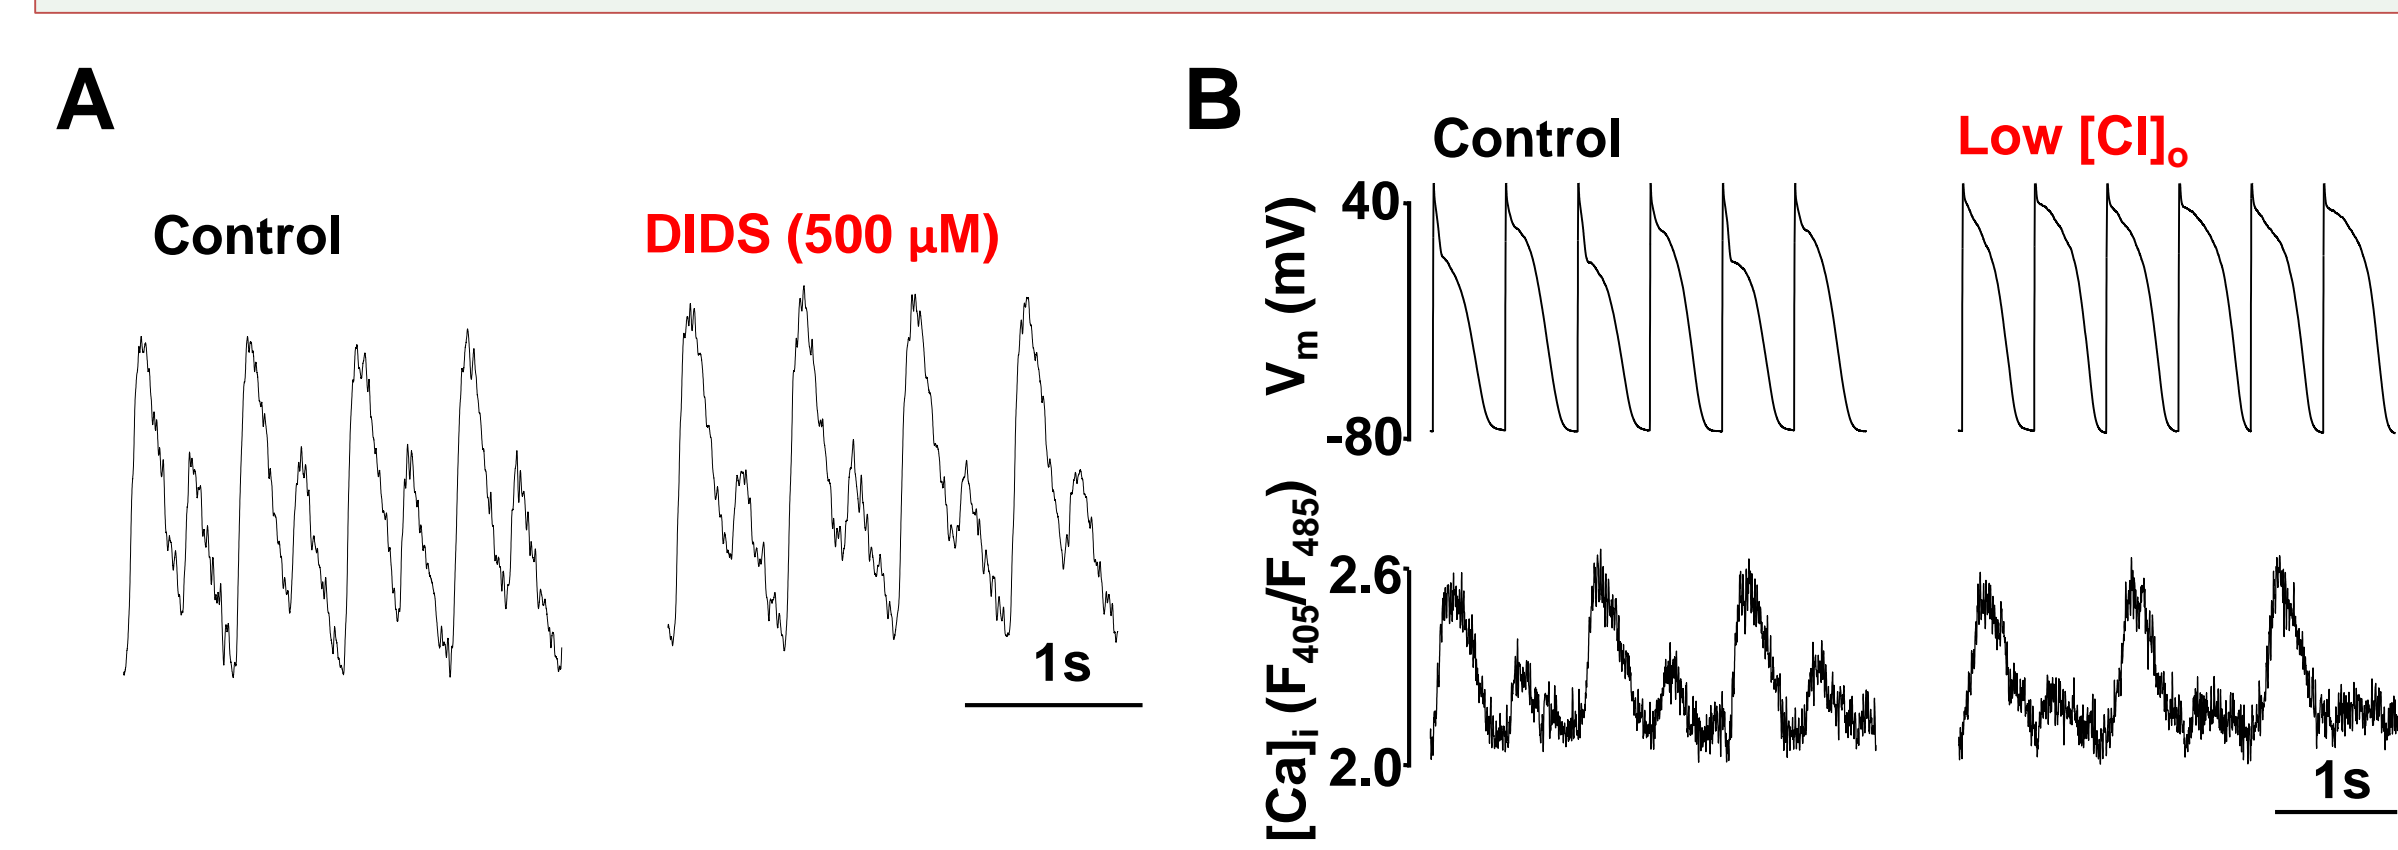 A
Control
DIDS (500 µM)
1s
B
Control
Low [Cl]o
Vm (mV)
40
-80
[Ca]i (F405/F485)
2.6
2.0
1s